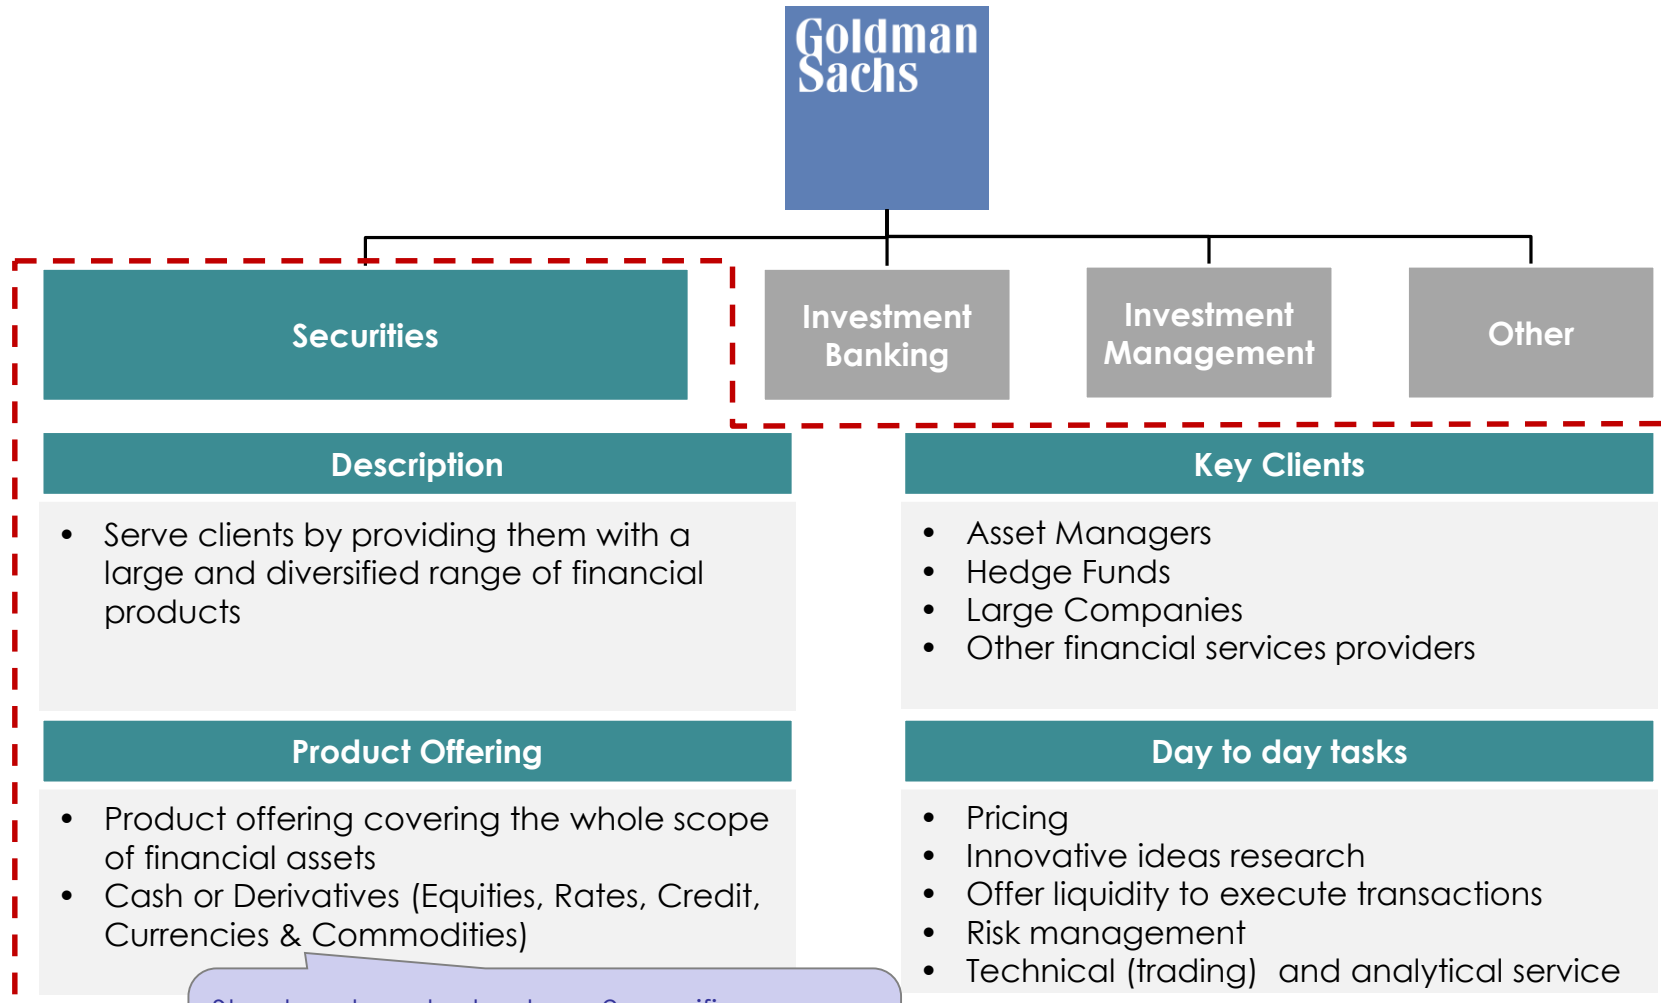 Goldman
Sachs
Securities
Investment
Banking
Investment
Management
Other
Description
• Serve clients by providing them with a
large and diversified range of financial
products
Key Clients
• Asset Managers
• Hedge Funds
• Large Companies
• Other financial services providers
Product Offering
• Product offering covering the whole scope
of financial assets
• Cash or Derivatives (Equities, Rates, Credit,
Currencies & Commodities)
Day to day tasks
• Pricing
• Innovative ideas research
• Offer liquidity to execute transactions
• Risk management
• Technical (trading) and analytical service